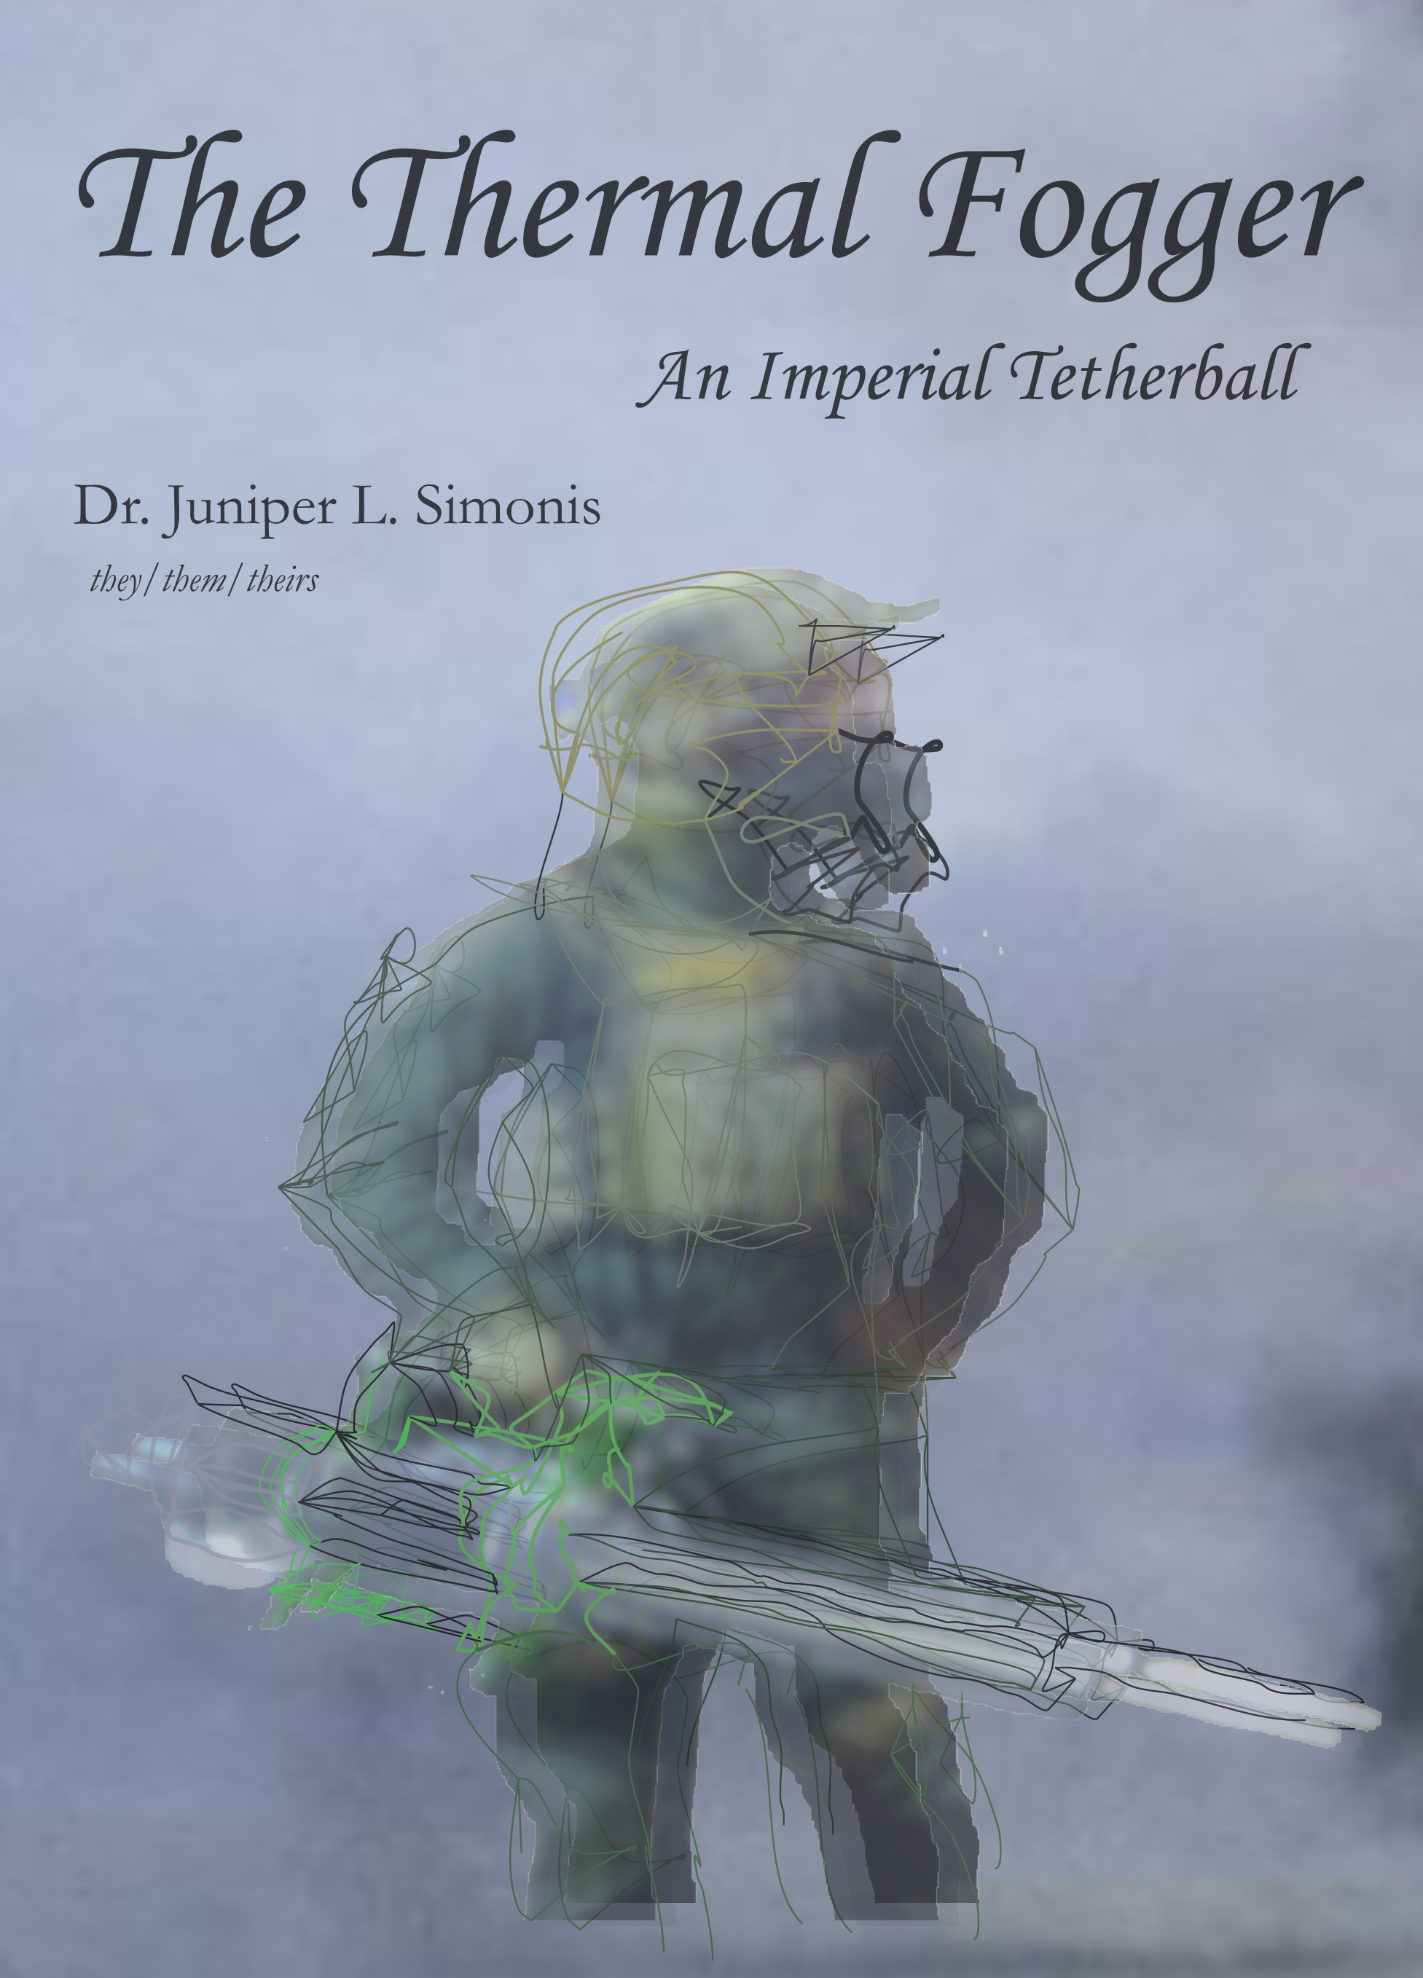 The Thermal Fogger
An Imperial Tetherball
Dr. Juniper L. Simonis
they/them/theirs